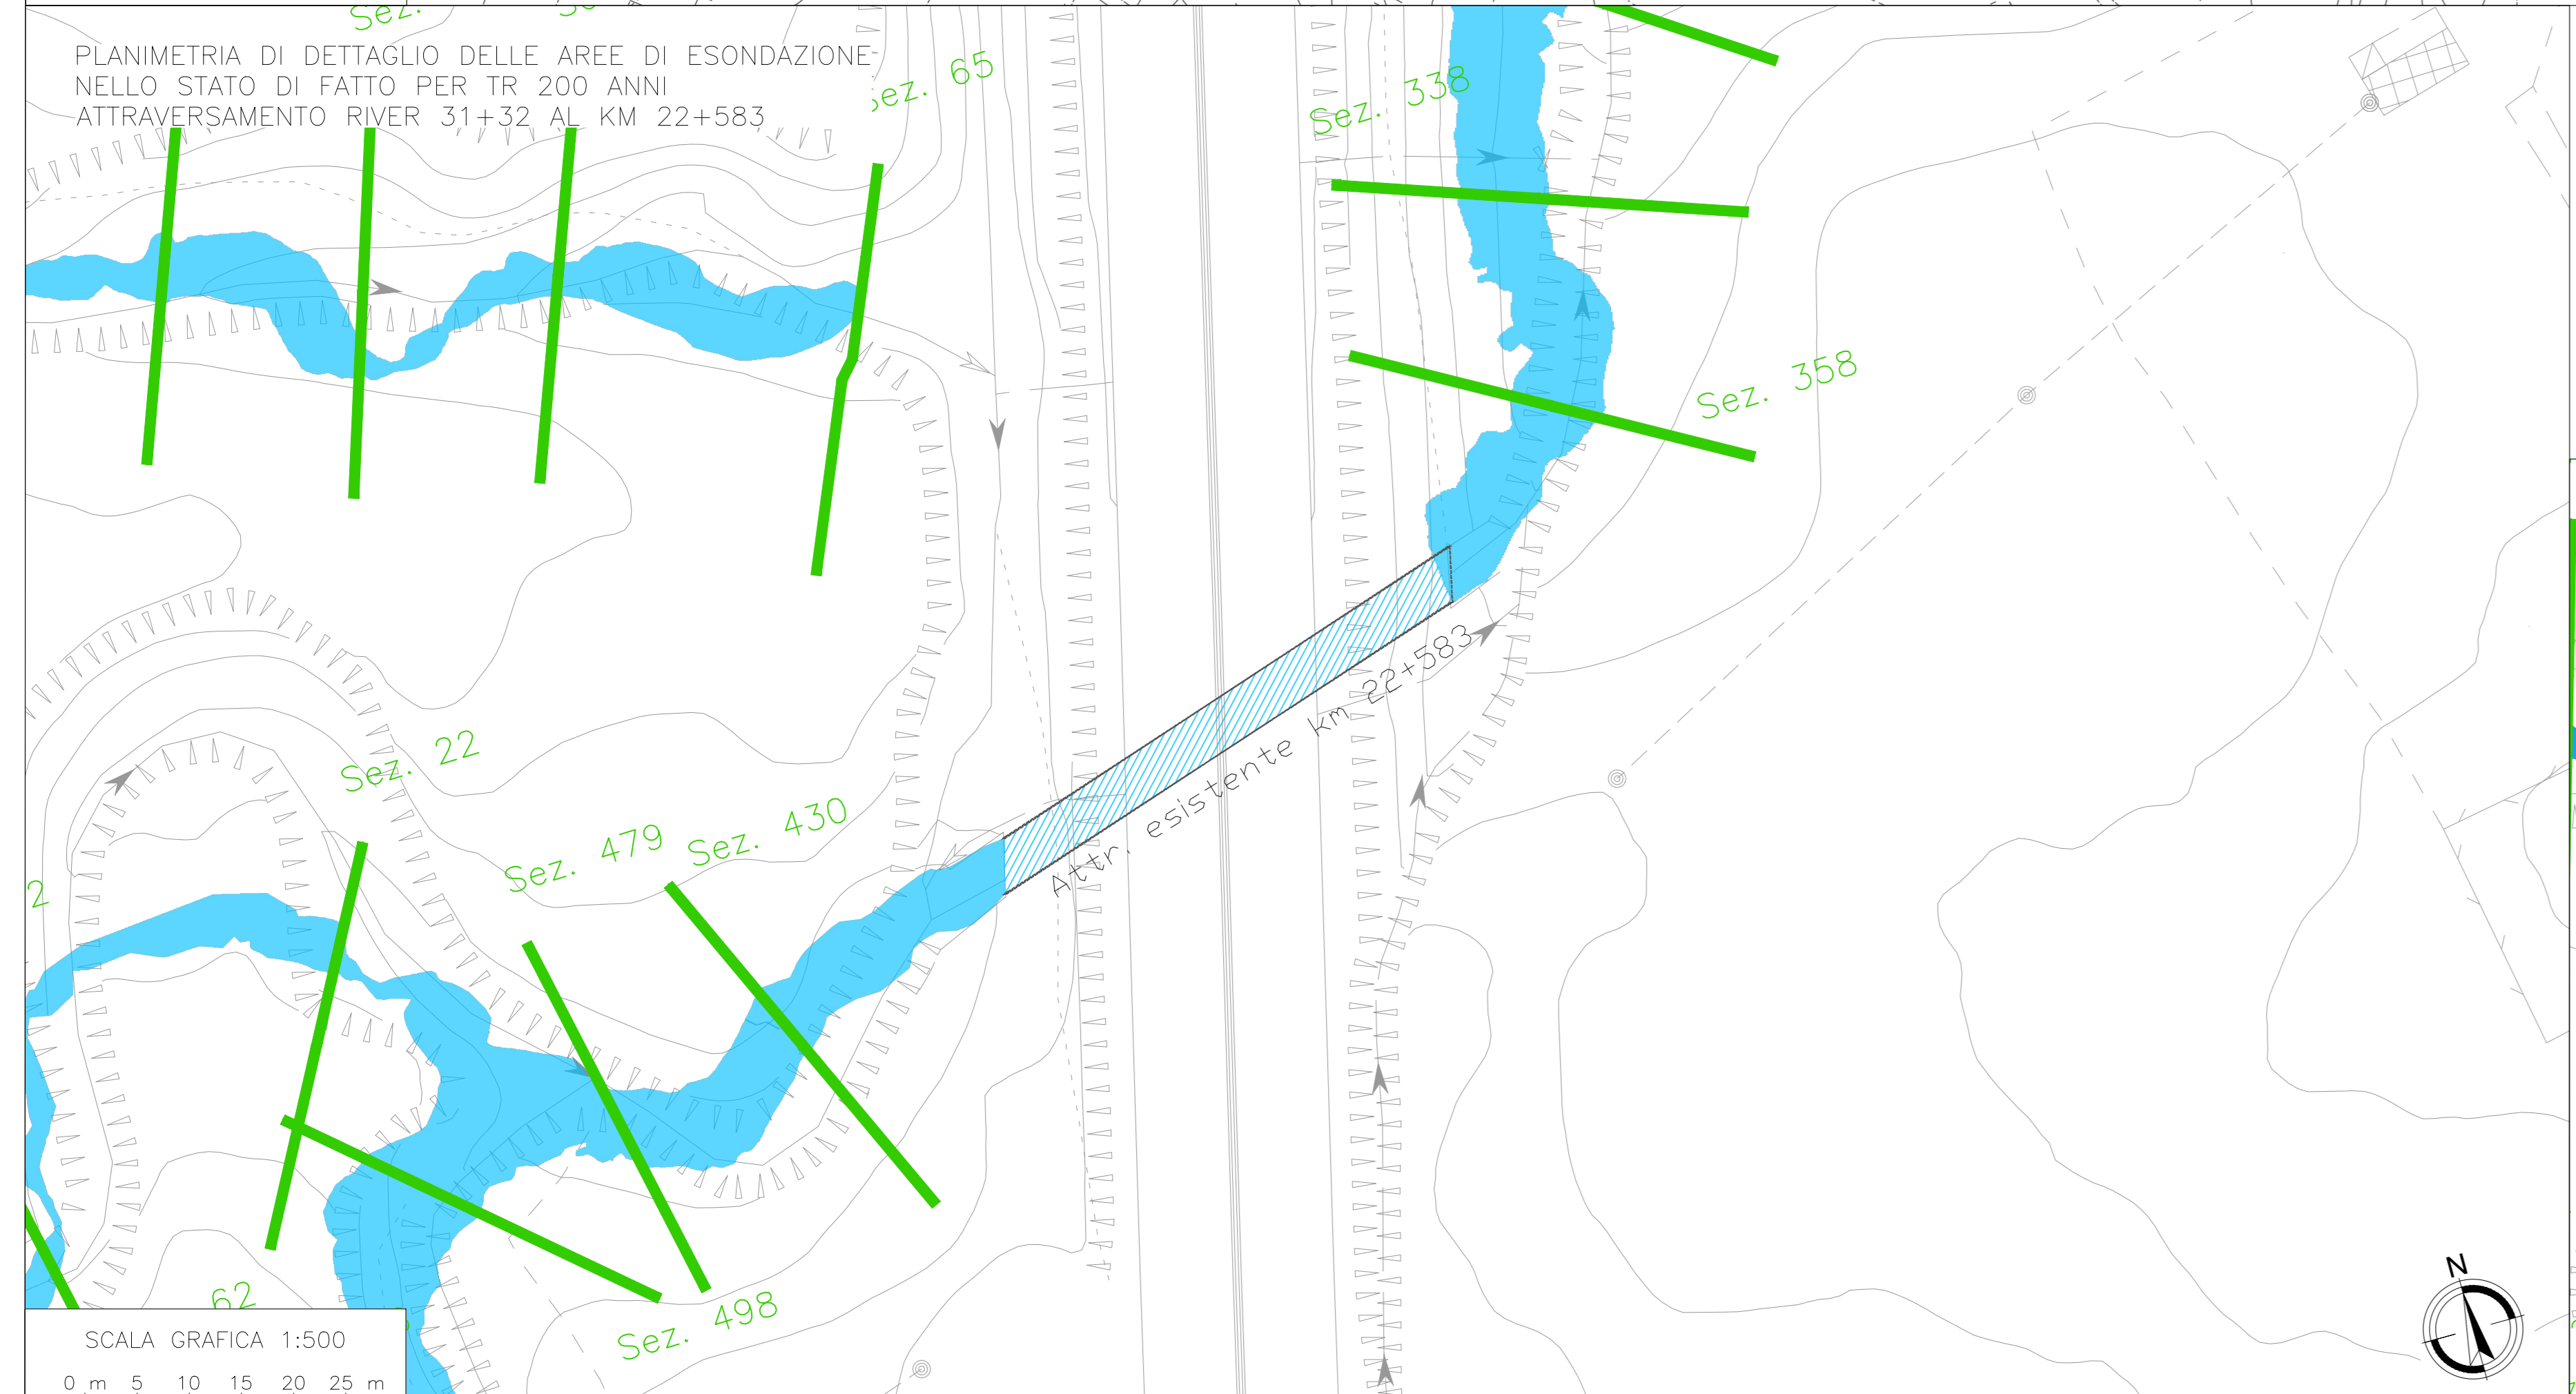 PLANIMETRIA DI DETTAGLIO DELLE AREE DI ESONDAZIONE
NELLO STATO DI FATTO PER TR 200 ANNI
ATTRAVERSAMENTO RIVER 31+32 AL KM 22+583
Sez.
Sez. 65
Sez. 338
Sez. 358
Sez. 22
Sez. 479
Sez. 430
Attr. esistente km 22+583
2
62
Sez. 498
N
SCALA GRAFICA 1:500
0 m 5 10 15 20 25 m